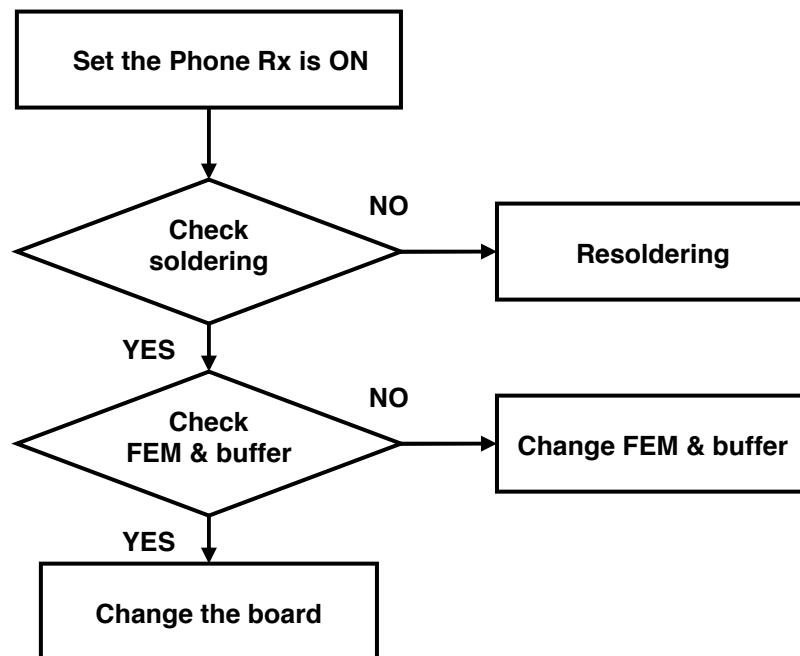 Set the Phone Rx is ON
Check
soldering
NO
Resoldering
YES
Check
FEM & buffer
NO
Change FEM & buffer
YES
Change the board